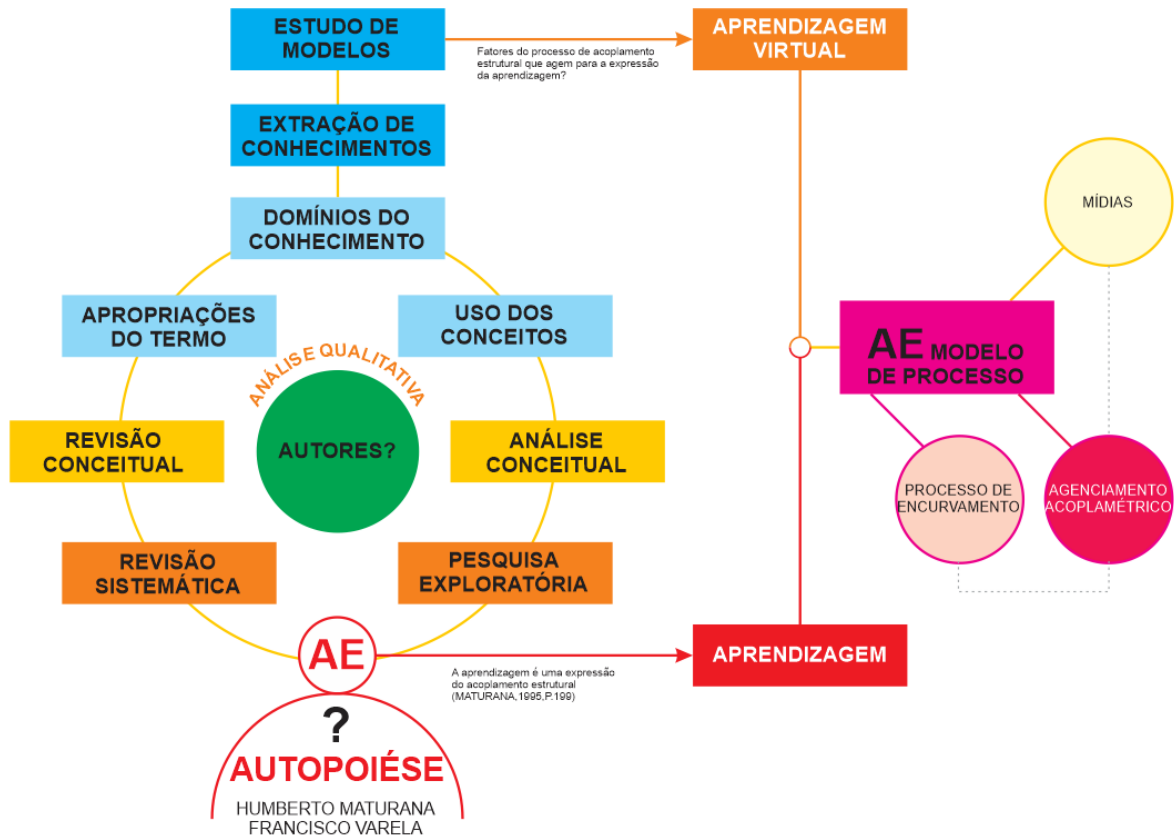 ESTUDO DE
MODELOS
Fatores do processo de acoplamento
estrutural que agem para a expressão
da aprendizagem?
APRENDIZAGEM
VIRTUAL
EXTRAÇÃO DE
CONHECIMENTOS
DOMÍNIOS DO
CONHECIMENTO
MÍDIAS
APROPRIAÇÕES
DO TERMO
USO DOS
CONCEITOS
ANÁLISE QUALITATIVA
AUTORES?
AE MODELO
DE PROCESSO
REVISÃO
CONCEITUAL
ANÁLISE
CONCEITUAL
PROCESSO DE
ENCURVAMENTO
AGENCIAMENTO
ACOPLAMÉTRICO
REVISÃO
SISTEMÁTICA
PESQUISA
EXPLORATÓRIA
AE
A aprendizagem é uma expressão
do acoplamento estrutural
(MATURANA,1995,P.199)
APRENDIZAGEM
?
AUTOPOIÉSE
HUMBERTO MATURANA
FRANCISCO VARELA